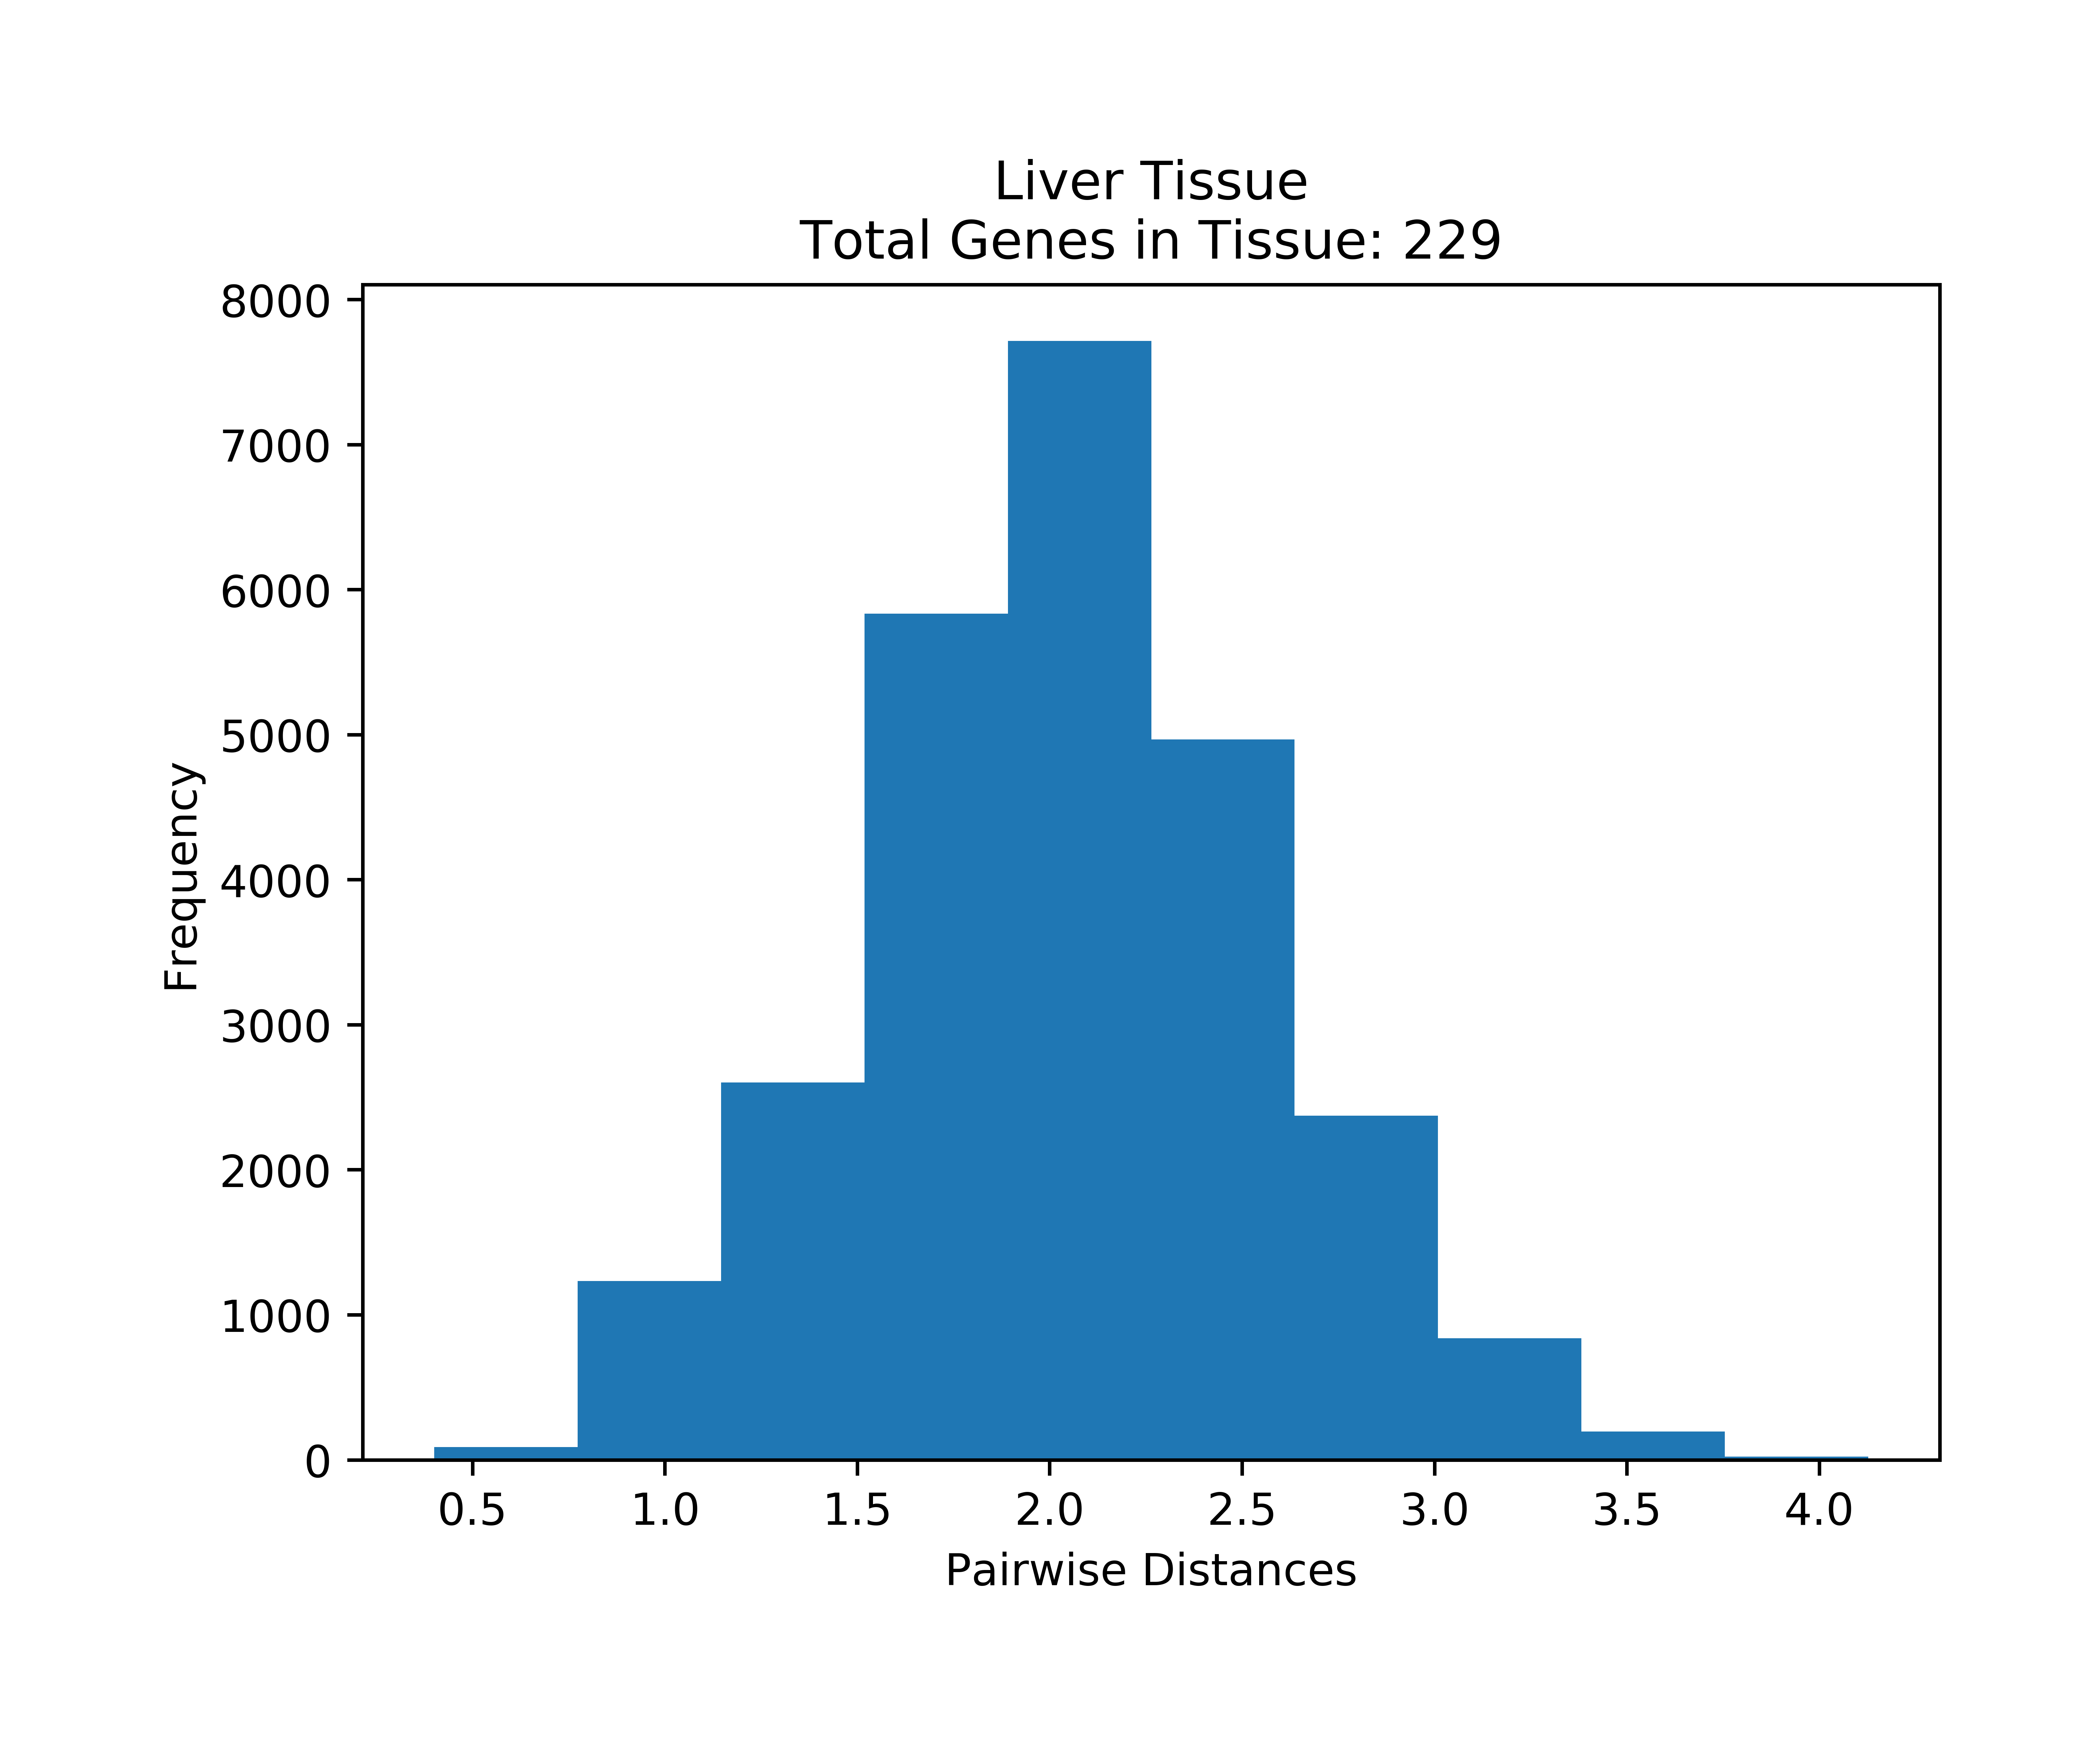 Liver Tissue
Total Genes in Tissue: 229
Frequency
8000
7000
6000
5000
4000
3000
2000
1000
0
0.5 1.0 1.5 2.0 2.5 3.0 3.5 4.0
Pairwise Distances